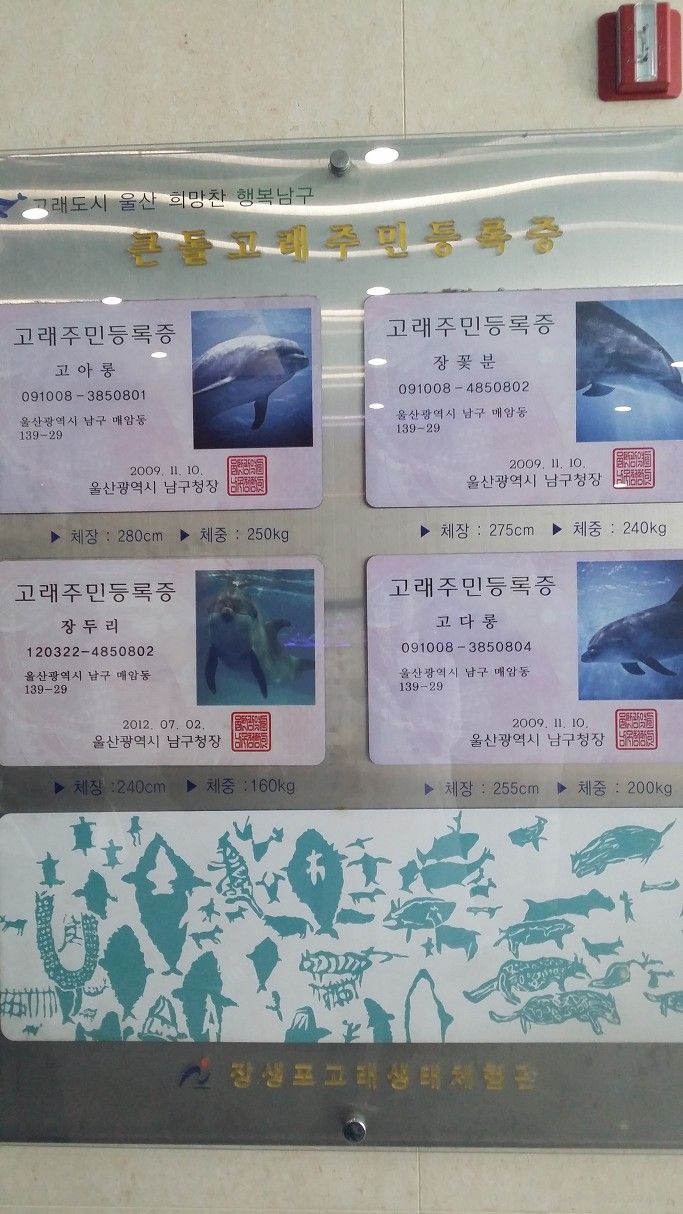 고래도시 울산 희망찬 행복남구
큰돌고래주민등록증
고래주민등록증
고아롱
091008-3850801
울산광역시 남구 매암동
139-29
2009. 11. 10.
울산광역시 남구청장
▶ 체장 : 280cm ▶ 체중 : 250kg
고래주민등록증
장꽃분
091008-4850802
울산광역시 남구 매암동
139-29
2009. 11. 10.
울산광역시 남구청장
▶ 체장 : 275cm ▶ 체중 : 240kg
고래주민등록증
장두리
120322-4850802
울산광역시 남구 매암동
139-29
2012. 07. 02.
울산광역시 남구청장
▶ 체장 :240cm ▶ 체중 :160kg
고래주민등록증
고다롱
091008-3850804
울산광역시 남구 매암동
139-29
2009. 11. 10.
울산광역시 남구청장
▶ 체장 : 255cm ▶ 체중 : 200kg
장생포고래생태체험관